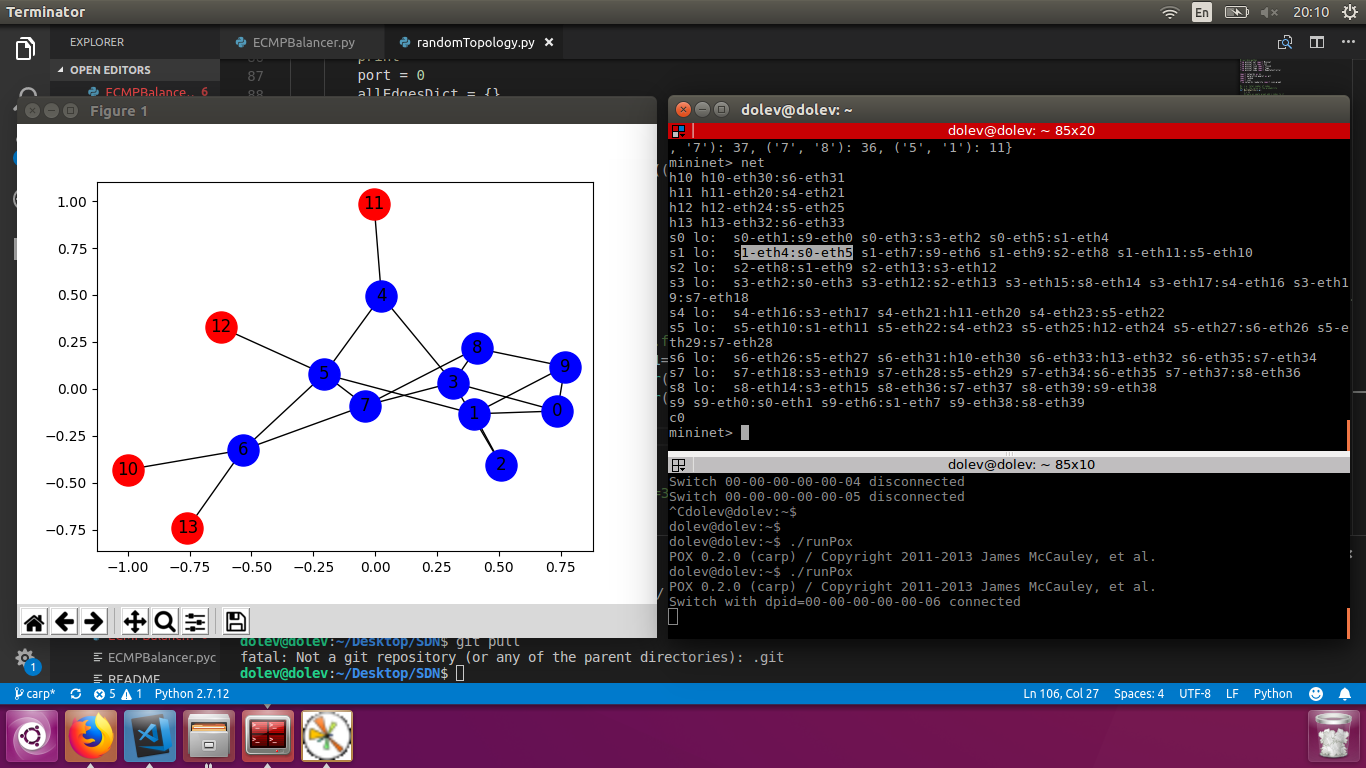 Terminator
En
20:10
EXPLORER
ECMPBalancer.py
randomTopology.py
OPEN EDITORS
ECMPBalance... 6
87
port = 0
88
allEdgesDict = {}
Figure 1
1.00
0.75
0.50
0.25
0.00
−0.25
−0.50
−0.75
−1.00
−0.75
−0.50
−0.25
0.00
0.25
0.50
0.75
11
4
12
8
9
5
3
7
1
0
6
2
10
13
dolev@dolev: ~
dolev@dolev: ~ 85x20
, '7'): 37, ('7', '8'): 36, ('5', '1'): 11}
mininet> net
h10 h10-eth30:s6-eth31
h11 h11-eth20:s4-eth21
h12 h12-eth24:s5-eth25
h13 h13-eth32:s6-eth33
s0 lo:  s0-eth1:s9-eth0 s0-eth3:s3-eth2 s0-eth5:s1-eth4
s1 lo:  s1-eth4:s0-eth5 s1-eth7:s9-eth6 s1-eth9:s2-eth8 s1-eth11:s5-eth10
s2 lo:  s2-eth8:s1-eth9 s2-eth13:s3-eth12
s3 lo:  s3-eth2:s0-eth3 s3-eth12:s2-eth13 s3-eth15:s8-eth14 s3-eth17:s4-eth16 s3-eth1
9:s7-eth18
s4 lo:  s4-eth16:s3-eth17 s4-eth21:h11-eth20 s4-eth23:s5-eth22
s5 lo:  s5-eth10:s1-eth11 s5-eth22:s4-eth23 s5-eth25:h12-eth24 s5-eth27:s6-eth26 s5-e
th29:s7-eth28
s6 lo:  s6-eth26:s5-eth27 s6-eth31:h10-eth30 s6-eth33:h13-eth32 s6-eth35:s7-eth34
s7 lo:  s7-eth18:s3-eth19 s7-eth28:s5-eth29 s7-eth34:s6-eth35 s7-eth37:s8-eth36
s8 lo:  s8-eth14:s3-eth15 s8-eth36:s7-eth37 s8-eth39:s9-eth38
s9 s9-eth0:s0-eth1 s9-eth6:s1-eth7 s9-eth38:s8-eth39
c0
mininet>
dolev@dolev: ~ 85x10
Switch 00-00-00-00-00-04 disconnected
Switch 00-00-00-00-00-05 disconnected
^Cdolev@dolev:~$
dolev@dolev:~$
dolev@dolev:~$ ./runPox
POX 0.2.0 (carp) / Copyright 2011-2013 James McCauley, et al.
dolev@dolev:~$ ./runPox
POX 0.2.0 (carp) / Copyright 2011-2013 James McCauley, et al.
Switch with dpid=00-00-00-00-00-06 connected
dolev@dolev:~/Desktop/SDN$ git pull
ECMPBalancer.pyc
fatal: Not a git repository (or any of the parent directories): .git
README
dolev@dolev:~/Desktop/SDN$
1
carp*
5
1
Python 2.7.12
Ln 106, Col 27
Spaces: 4
UTF-8
LF
Python